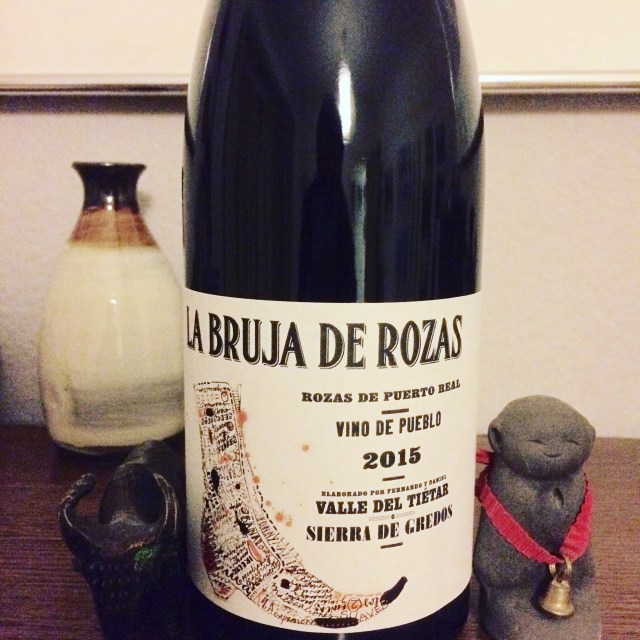 LA BRUJA DE ROZAS
ROZAS DE PUERTO REAL
VINO DE PUEBLO
2015
ELABORADO POR FERNANDO Y DANIEL
VALLE DEL TIÉTAR
SIERRA DE GREDOS